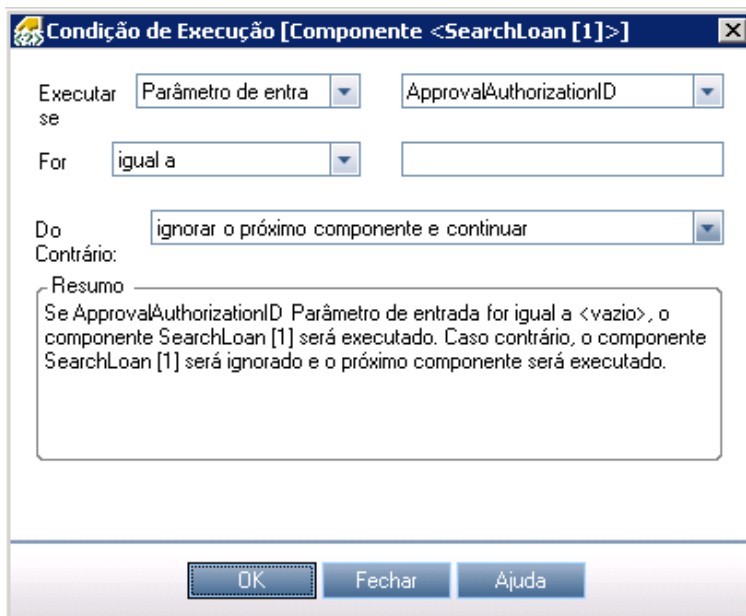 Condição de Execução [Componente <SearchLoan [1]>]
Executar se
Parâmetro de entra
ApprovalAuthorizationID
For
igual a
Do Contrário:
ignorar o próximo componente e continuar
Resumo
Se ApprovalAuthorizationID Parâmetro de entrada for igual a <vazio>, o
componente SearchLoan [1] será executado. Caso contrário, o componente
SearchLoan [1] será ignorado e o próximo componente será executado.
OK
Fechar
Ajuda